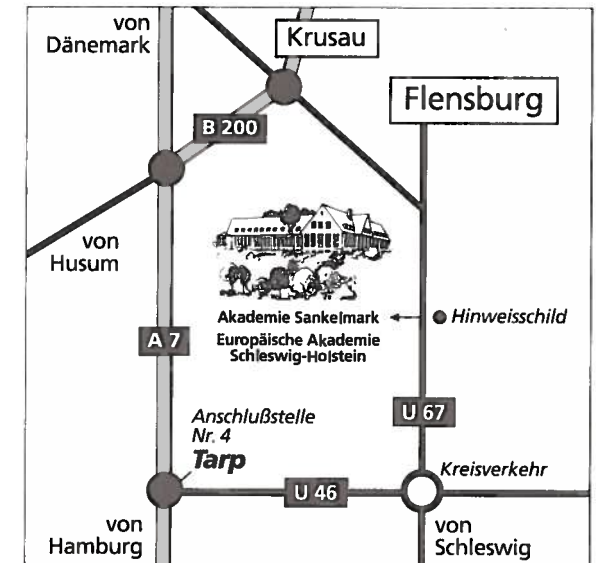 von
Dänemark
Krusau
Flensburg
B 200
von
Husum
Akademie Sankelmark
Europäische Akademie
Schleswig-Holstein
Hinweisschild
A 7
U 67
Anschlußstelle
Nr. 4
Tarp
Kreisverkehr
U 46
von
Hamburg
von
Schleswig